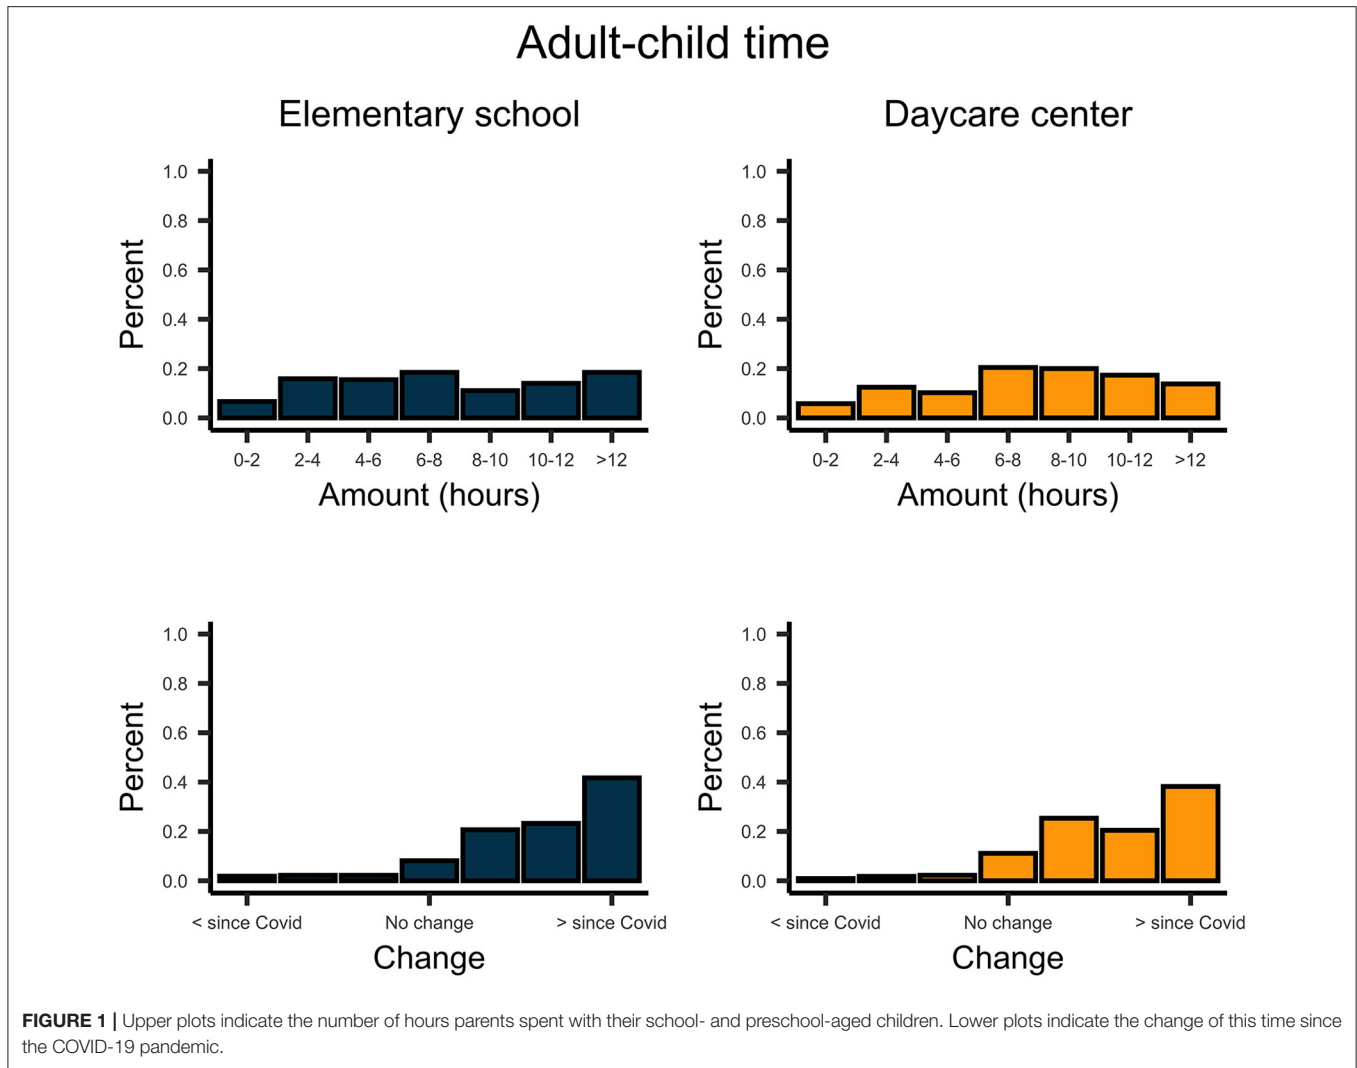 Adult-child time
Elementary school
Daycare center
1.0
0.8
0.6
0.4
0.2
0.0
Percent
0-2 2-4 4-6 6-8 8-10 10-12 >12
Amount (hours)
1.0
0.8
0.6
0.4
0.2
0.0
Percent
0-2 2-4 4-6 6-8 8-10 10-12 >12
Amount (hours)
1.0
0.8
0.6
0.4
0.2
0.0
Percent
< since Covid No change > since Covid
Change
1.0
0.8
0.6
0.4
0.2
0.0
Percent
< since Covid No change > since Covid
Change
FIGURE 1 | Upper plots indicate the number of hours parents spent with their school- and preschool-aged children. Lower plots indicate the change of this time since
the COVID-19 pandemic.